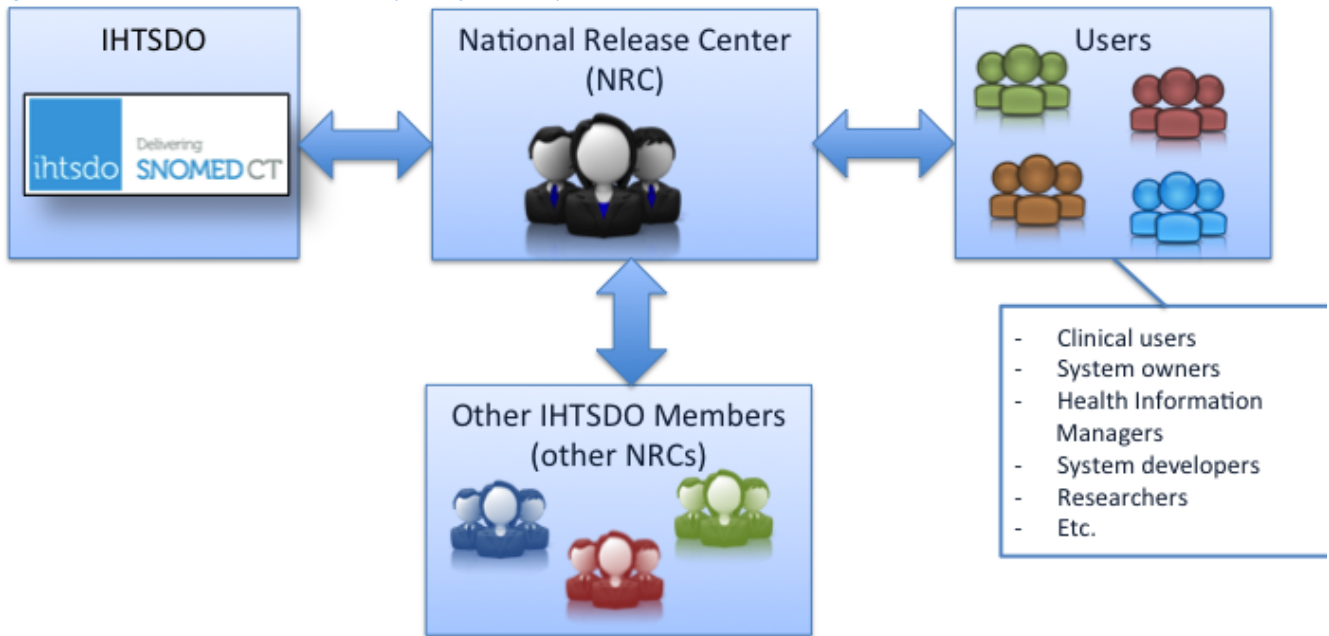 IHTSDO
ihtsdo
Delivering
SNOMED CT
National Release Center
(NRC)
Users
Other IHTSDO Members
(other NRCs)
- Clinical users
- System owners
- Health Information
Managers
- System developers
- Researchers
- Etc.